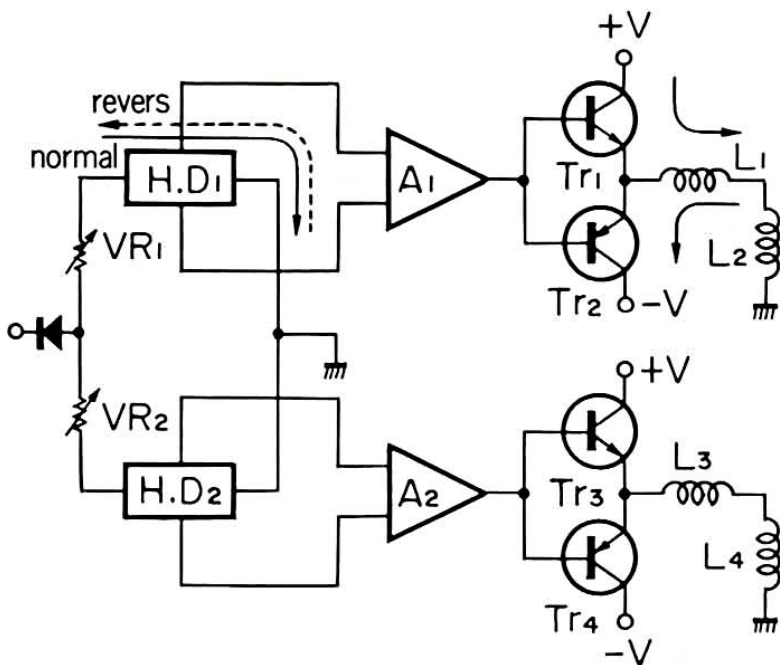 +V
revers
normal
H.D1
A1
Tr1
L1
VR1
L2
Tr2
-V
+V
VR2
H.D2
A2
Tr3
L3
L4
Tr4
-V